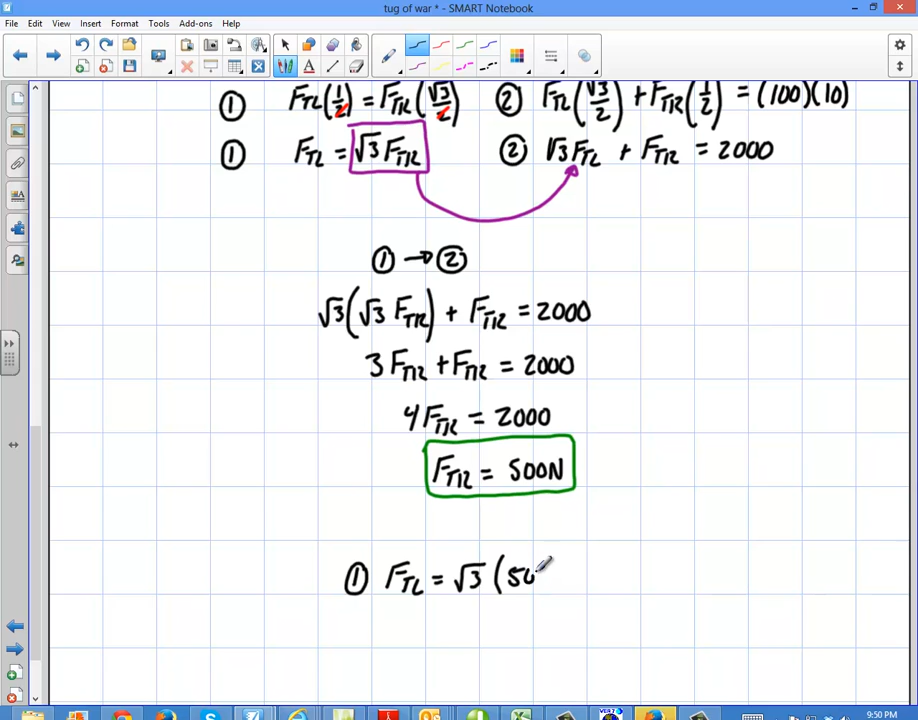 tug of war * - SMART Notebook
File Edit View Insert Format Tools Add-ons Help
① F_TL(1/2) = F_TR(√3/2) ② F_TL(√3/2) + F_TR(1/2) = (100)(10)
① F_TL = √3 F_TR ② √3 F_TL + F_TR = 2000
① → ②
√3(√3 F_TR) + F_TR = 2000
3 F_TR + F_TR = 2000
4 F_TR = 2000
F_TR = 500N
① F_TL = √3 (50
9:50 PM